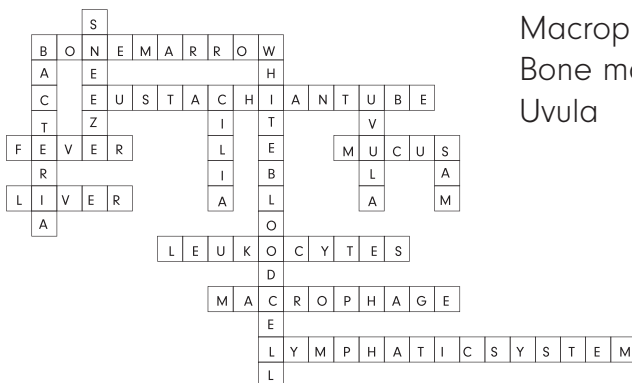 SNEEZE
BONEMARROW
BACTERIA
WHITEBLOODCELL
EUSTACHIANTUBE
CILIA
UVULA
FEVER
MUCUS
SAM
LIVER
LEUKOCYTES
MACROPHAGE
LYMPHATICSYSTEM
Macrop
Bone m
Uvula